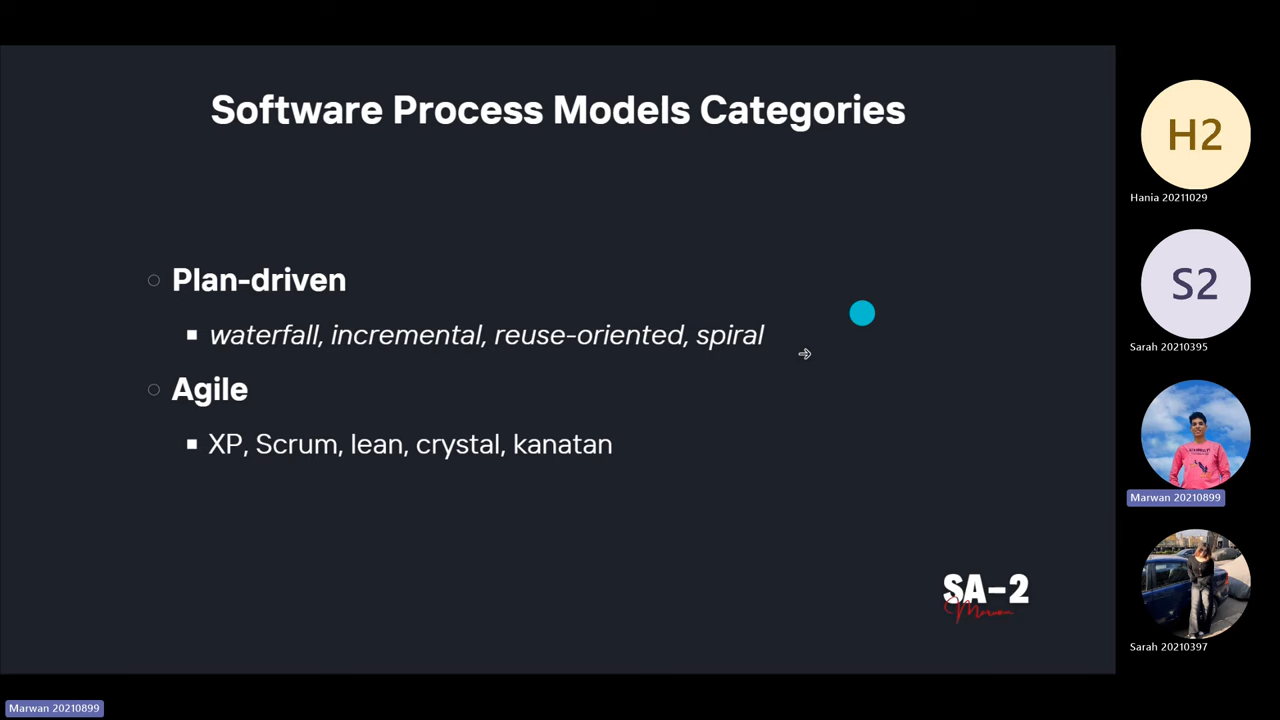 Software Process Models Categories
Plan-driven
waterfall, incremental, reuse-oriented, spiral
Agile
XP, Scrum, lean, crystal, kanatan
SA-2
Marwan
H2
Hania 20211029
S2
Sarah 20210395
Marwan 20210899
Sarah 20210397
Marwan 20210899